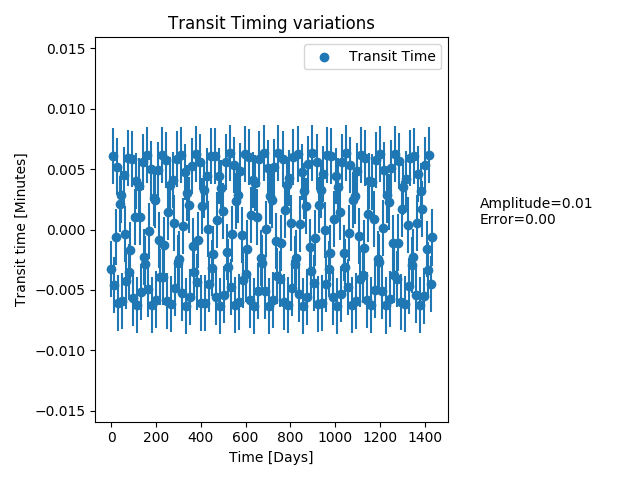 Transit Timing variations
Transit Time
0.015
0.010
0.005
0.000
−0.005
−0.010
−0.015
Transit time [Minutes]
0 200 400 600 800 1000 1200 1400
Time [Days]
Amplitude=0.01
Error=0.00